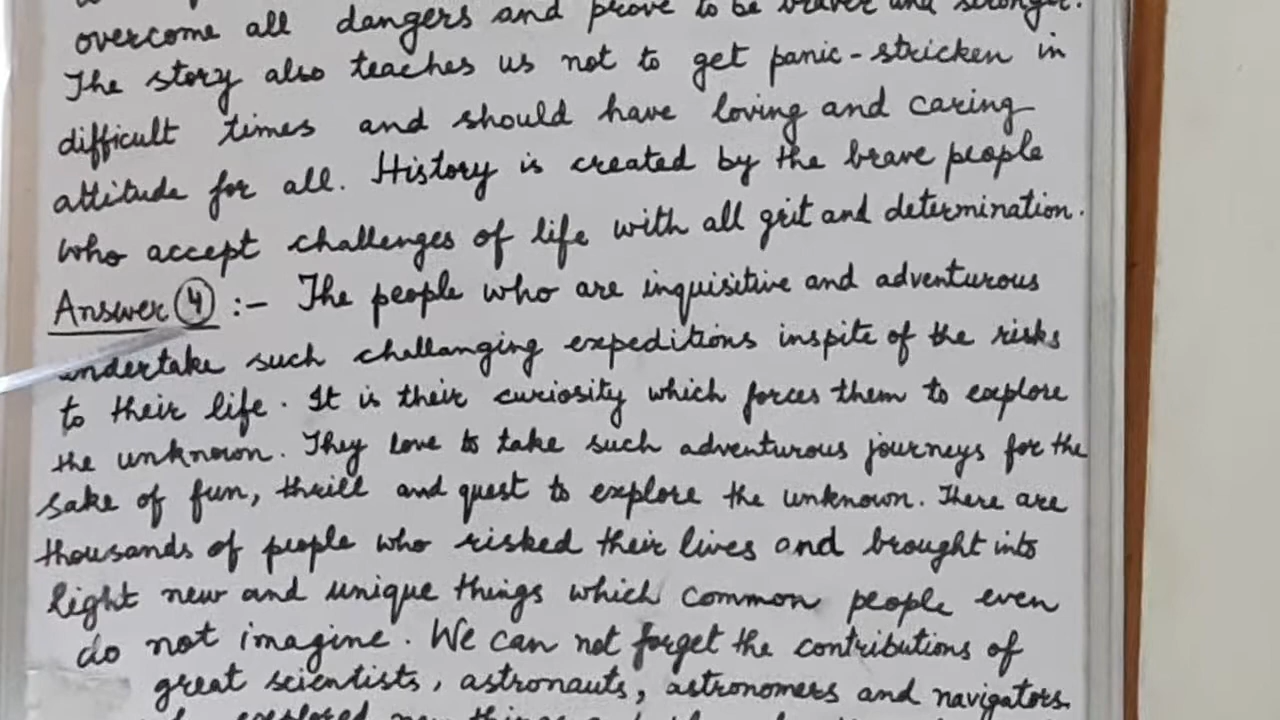 overcome all dangers and prove to be braver and stronger.
The story also teaches us not to get panic-stricken in
difficult times and should have loving and caring
attitude for all. History is created by the brave people
who accept challenges of life with all grit and determination.
Answer 4 :- The people who are inquisitive and adventurous
undertake such challanging expeditions inspite of the risks
to their life. It is their curiosity which forces them to explore
the unknown. They love to take such adventurous journeys for the
sake of fun, thrill and quest to explore the unknown. There are
thousands of people who risked their lives and brought into
light new and unique things which common people even
do not imagine. We can not forget the contributions of
great scientists, astronauts, astronomers and navigators
explored new things